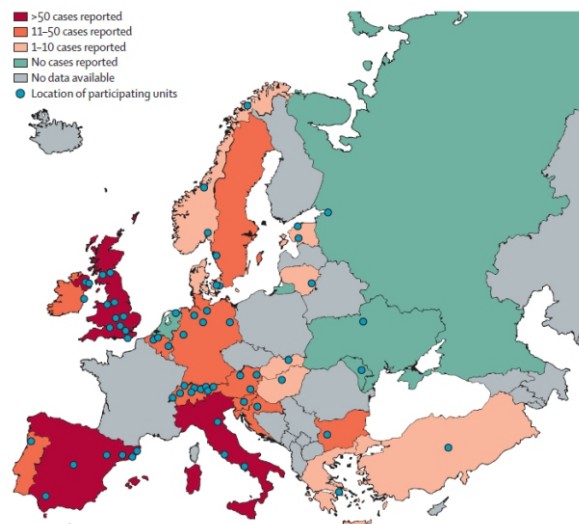 >50 cases reported
11–50 cases reported
1–10 cases reported
No cases reported
No data available
Location of participating units